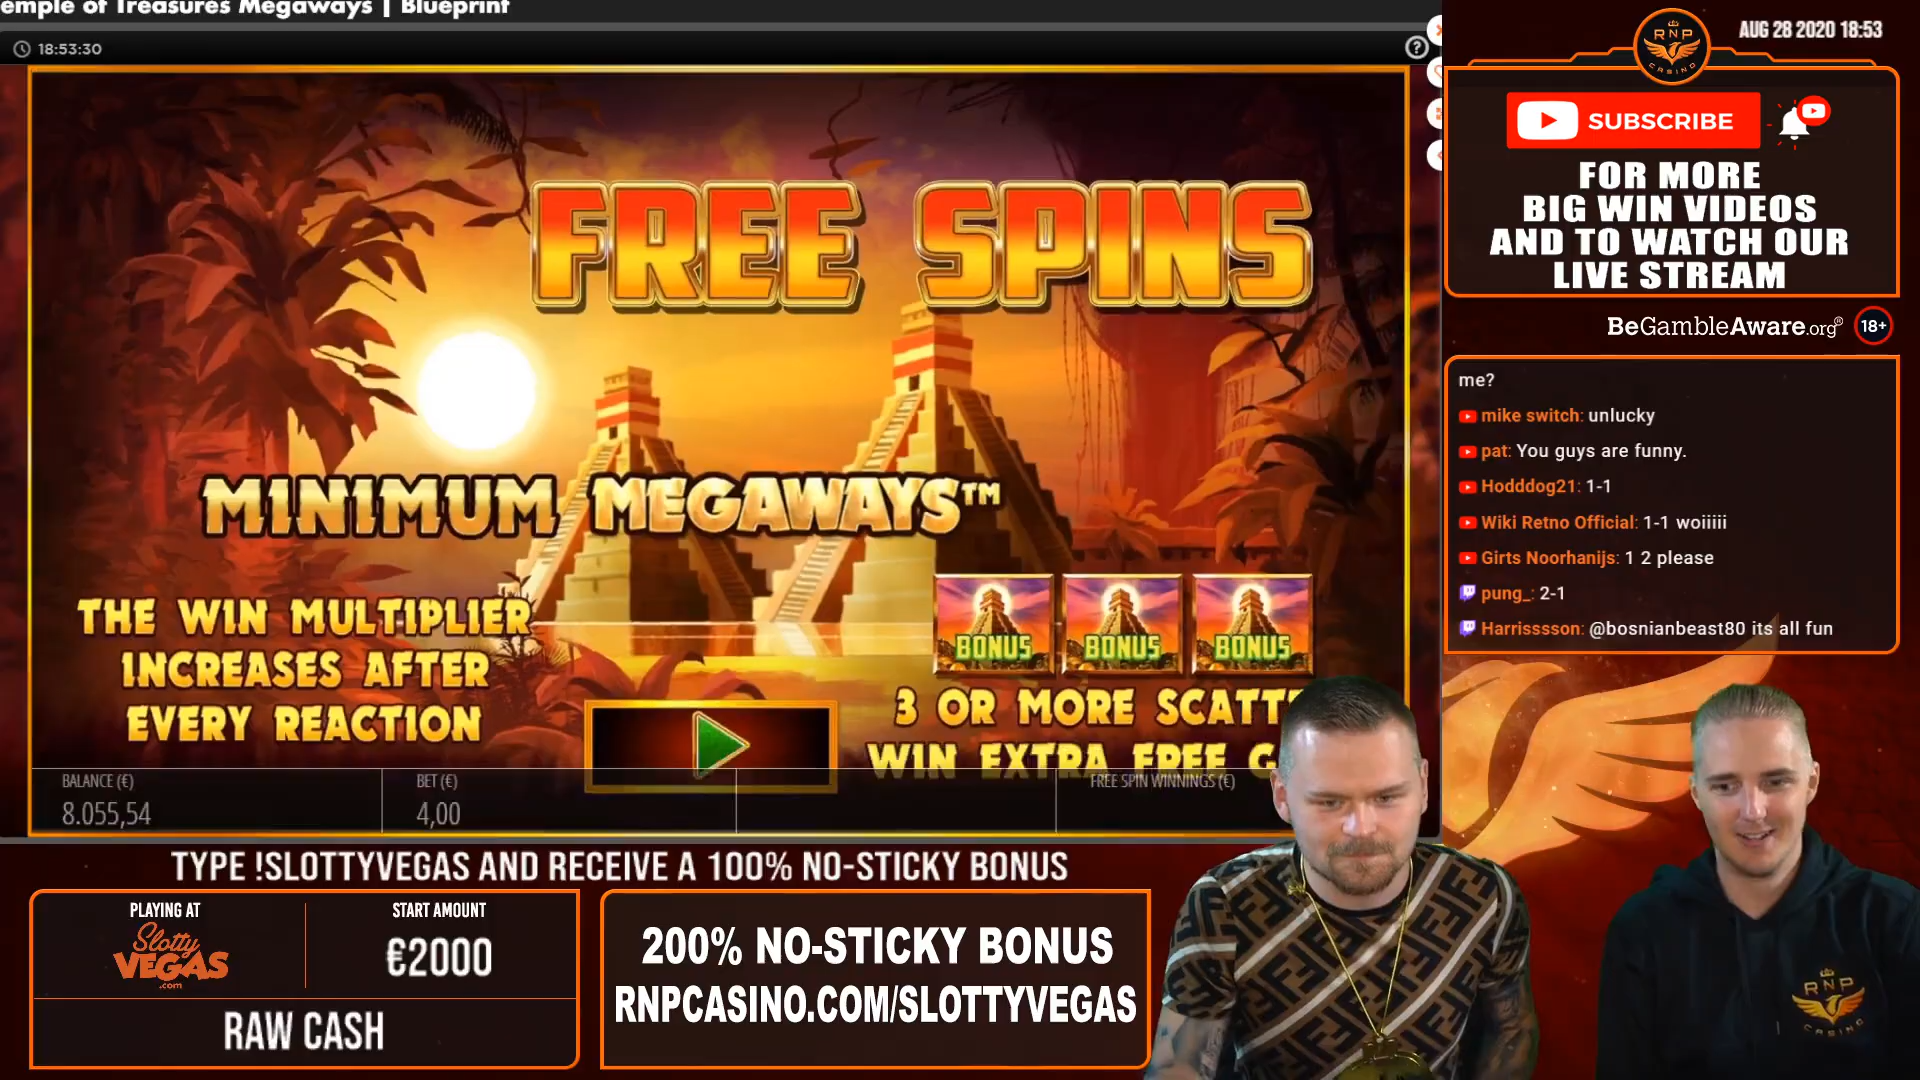 emple of Treasures Megaways | Blueprint
18:53:30
FREE SPINS
MINIMUM MEGAWAYS™
THE WIN MULTIPLIER
INCREASES AFTER
EVERY REACTION
BONUS BONUS BONUS
3 OR MORE SCATTE
WIN EXTRA FREE G
BALANCE (€)
8.055,54
BET (€)
4,00
FREE SPIN WINNINGS (€)
TYPE !SLOTTYVEGAS AND RECEIVE A 100% NO-STICKY BONUS
PLAYING AT
Slotty
VEGAS
.com
START AMOUNT
€2000
RAW CASH
200% NO-STICKY BONUS
RNPCASINO.COM/SLOTTYVEGAS
RNP
CASINO
AUG 28 2020 18:53
SUBSCRIBE
FOR MORE
BIG WIN VIDEOS
AND TO WATCH OUR
LIVE STREAM
BeGambleAware.org®
18+
me?
mike switch: unlucky
pat: You guys are funny.
Hodddog21: 1-1
Wiki Retno Official: 1-1 woiiiii
Girts Noorhanijs: 1 2 please
pung_: 2-1
Harrisssson: @bosnianbeast80 its all fun
RNP
CASINO